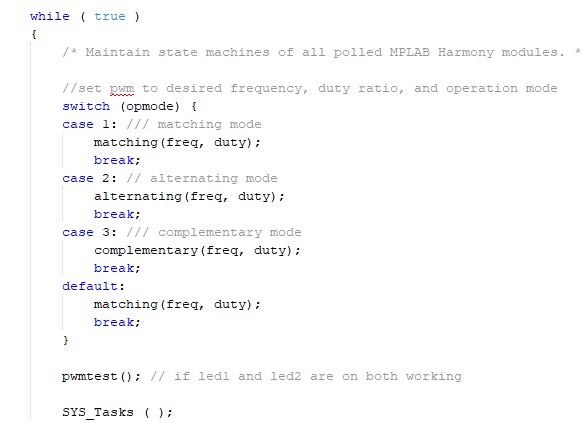 while ( true )
{
/* Maintain state machines of all polled MPLAB Harmony modules. *
//set pwm to desired frequency, duty ratio, and operation mode
switch (opmode) {
case 1: /// matching mode
matching(freq, duty);
break;
case 2: // alternating mode
alternating(freq, duty);
break;
case 3: /// complementary mode
complementary(freq, duty);
break;
default:
matching(freq, duty);
break;
}
pwmtest(); // if led1 and led2 are on both working
SYS_Tasks ( );